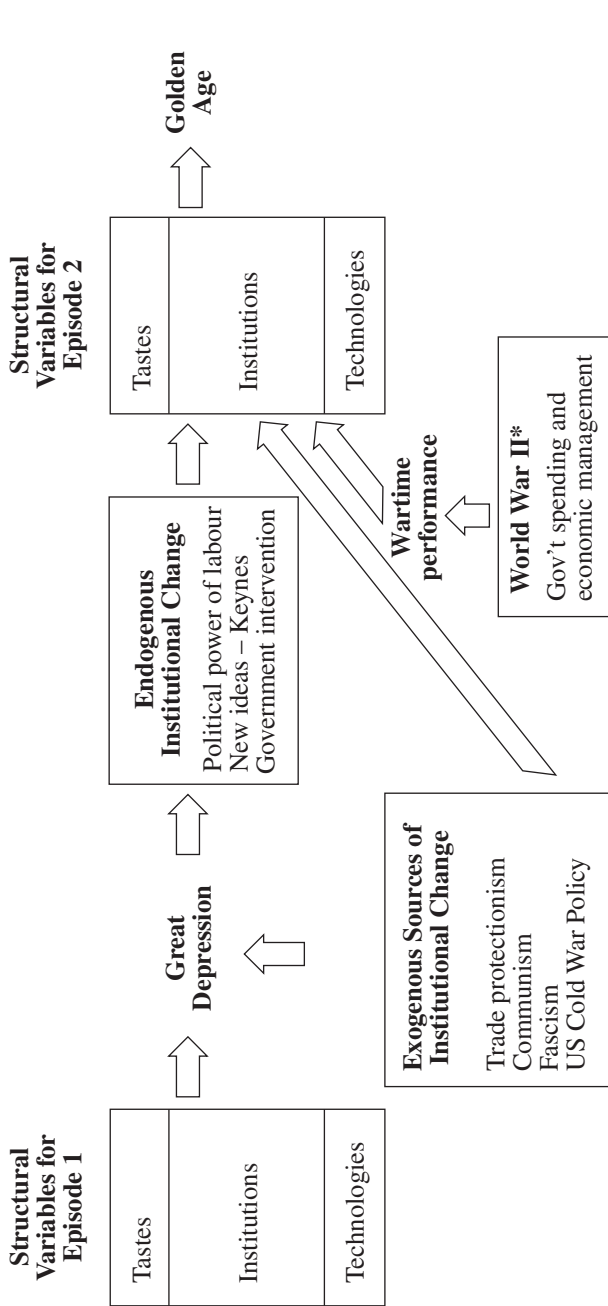 Structural
Variables for
Episode 1
Tastes
Institutions
Technologies
Great
Depression
Exogenous Sources of
Institutional Change
Trade protectionism
Communism
Fascism
US Cold War Policy
Endogenous
Institutional Change
Political power of labour
New ideas – Keynes
Government intervention
Wartime
performance
World War II*
Gov’t spending and
economic management
Structural
Variables for
Episode 2
Tastes
Institutions
Technologies
Golden
Age